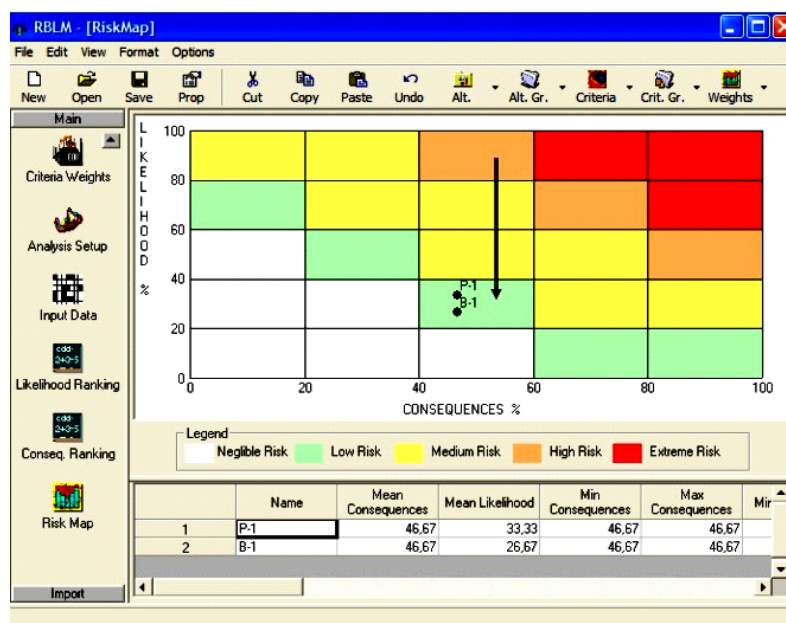 RBLM - [RiskMap]
File Edit View Format Options
New Open Save Prop Cut Copy Paste Undo Alt. Alt. Gr. Criteria Crit. Gr. Weights
Main
Criteria Weights
Analysis Setup
Input Data
Likelihood Ranking
Conseq. Ranking
Risk Map
Import
LIKELIHOOD %
100
80
60
40
20
0
P-1
B-1
0 20 40 60 80 100
CONSEQUENCES %
Legend
Neglible Risk Low Risk Medium Risk High Risk Extreme Risk
Name Mean Consequences Mean Likelihood Min Consequences Max Consequences Mir
1 P-1 46,67 33,33 46,67 46,67
2 B-1 46,67 26,67 46,67 46,67